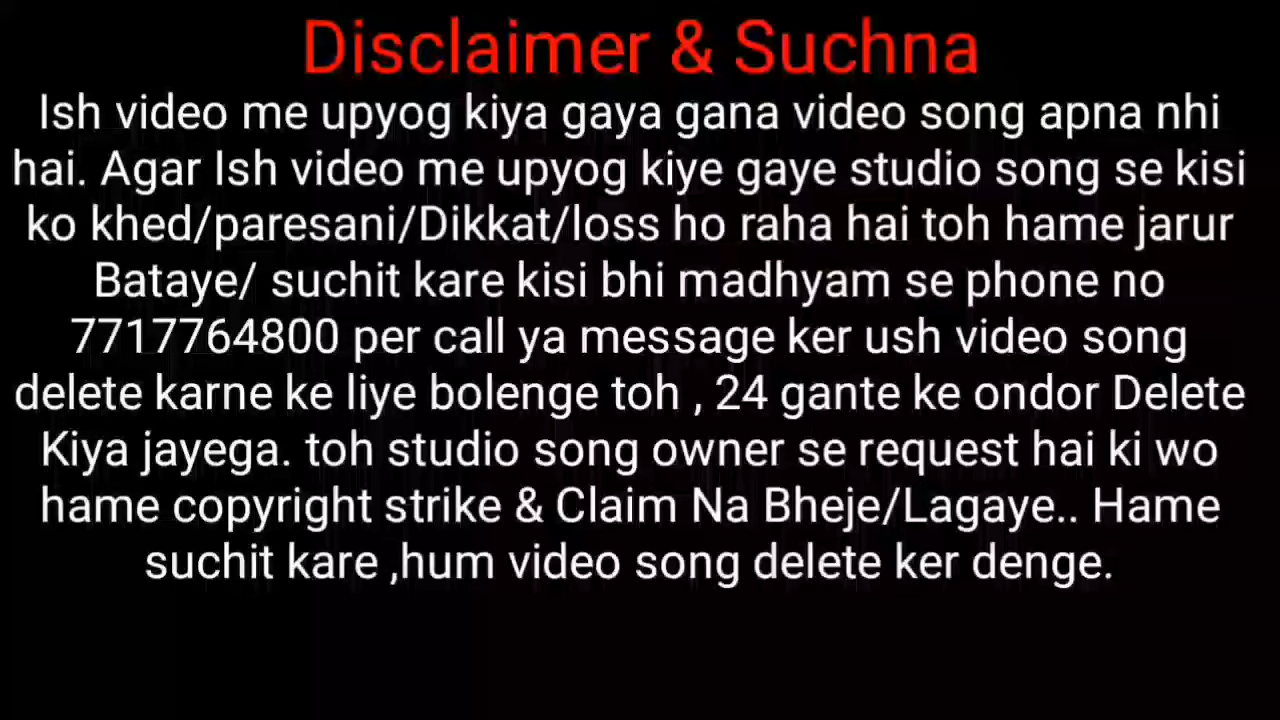 Disclaimer & Suchna
Ish video me upyog kiya gaya gana video song apna nhi
hai. Agar Ish video me upyog kiye gaye studio song se kisi
ko khed/paresani/Dikkat/loss ho raha hai toh hame jarur
Bataye/ suchit kare kisi bhi madhyam se phone no
7717764800 per call ya message ker ush video song
delete karne ke liye bolenge toh , 24 gante ke ondor Delete
Kiya jayega. toh studio song owner se request hai ki wo
hame copyright strike & Claim Na Bheje/Lagaye.. Hame
suchit kare ,hum video song delete ker denge.